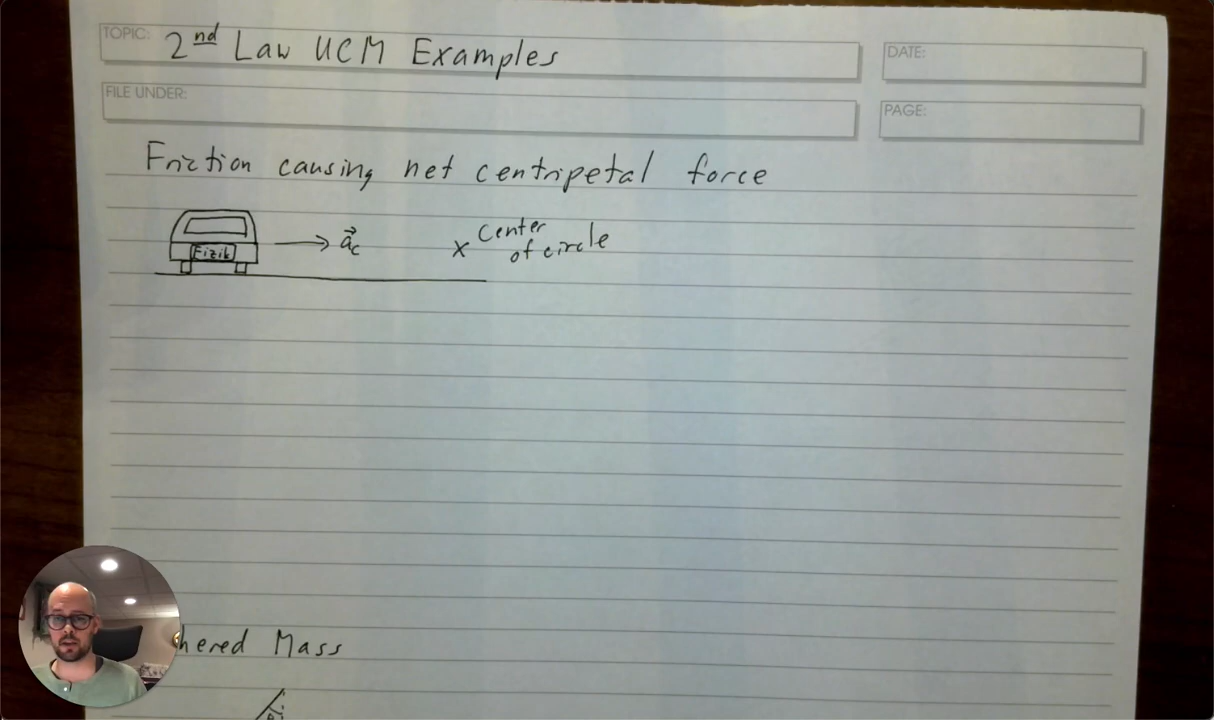 TOPIC: 2nd Law UCM Examples
DATE:
FILE UNDER:
PAGE:
Friction causing net centripetal force
Fizik
a⃗c
x Center
of circle
hered Mass